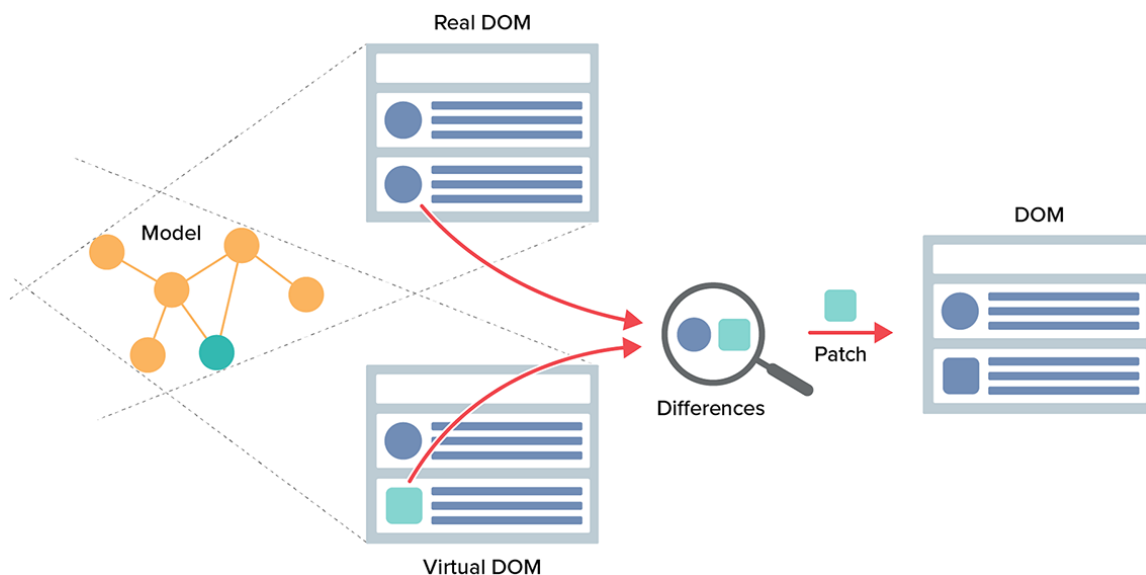 Real DOM
Model
DOM
Patch
Differences
Virtual DOM